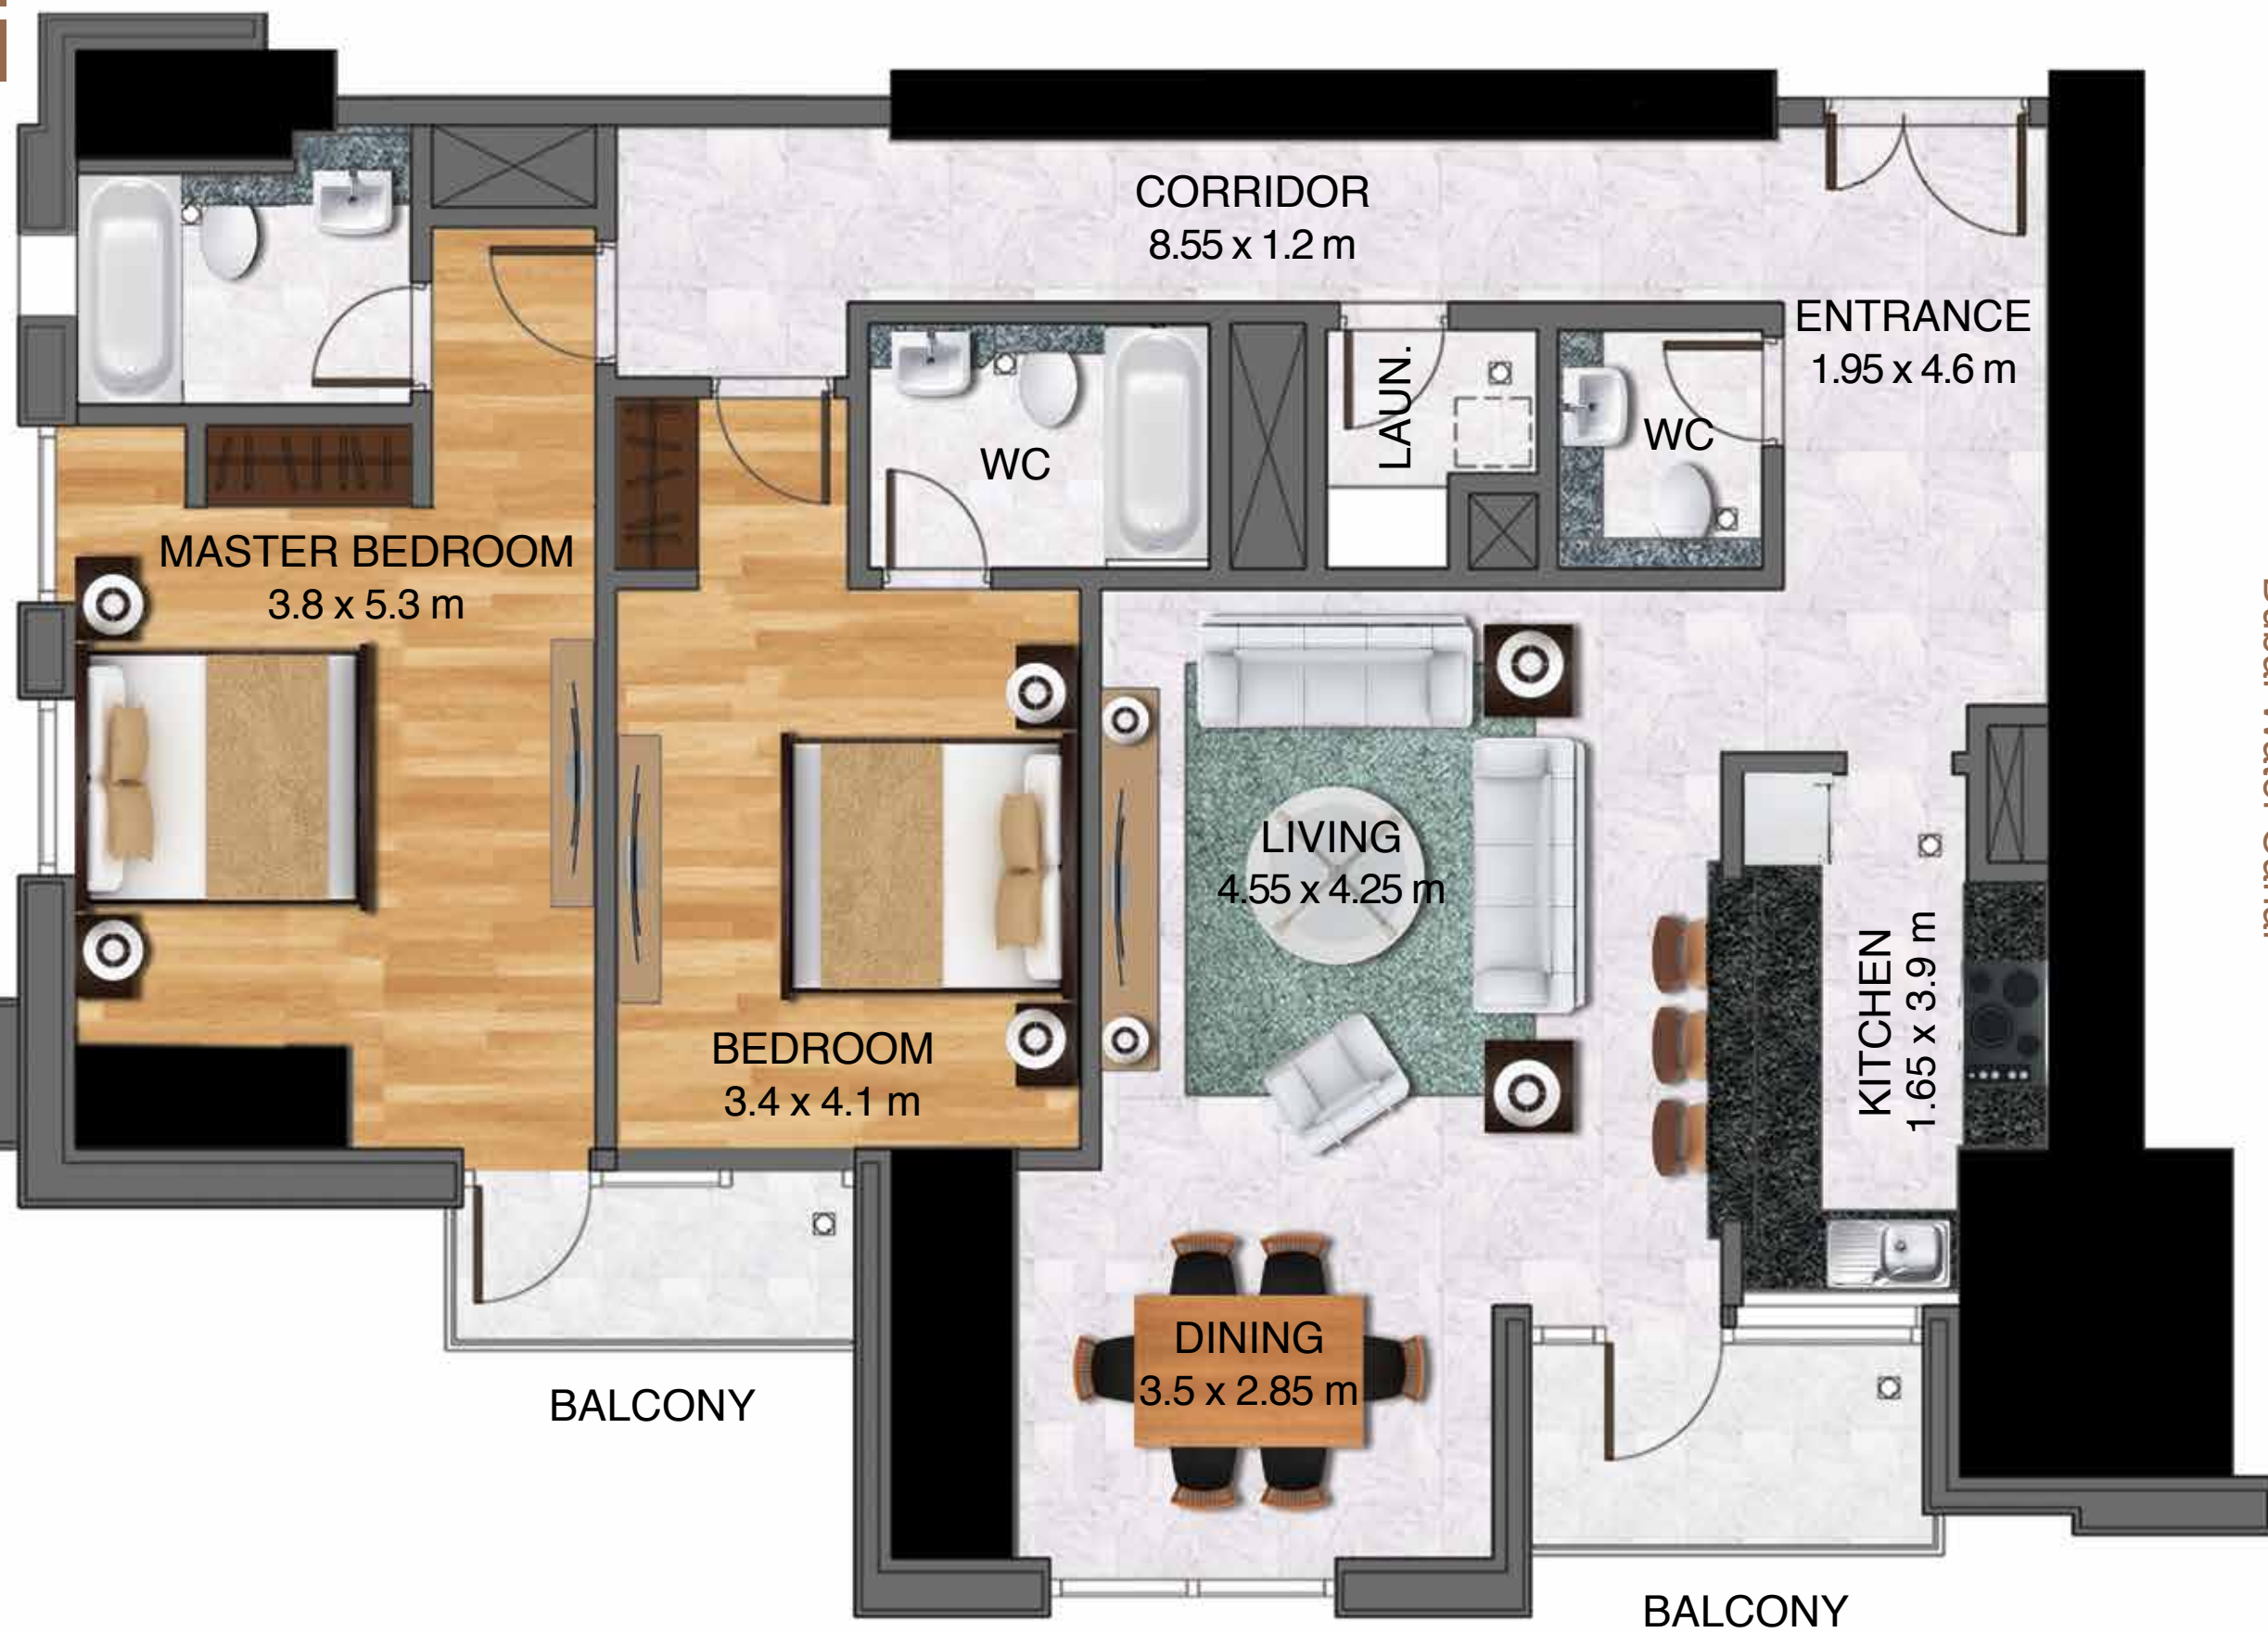 CORRIDOR
8.55 x 1.2 m
ENTRANCE
1.95 x 4.6 m
LAUN.
WC
WC
MASTER BEDROOM
3.8 x 5.3 m
LIVING
4.55 x 4.25 m
KITCHEN
1.65 x 3.9 m
BEDROOM
3.4 x 4.1 m
DINING
3.5 x 2.85 m
BALCONY
BALCONY